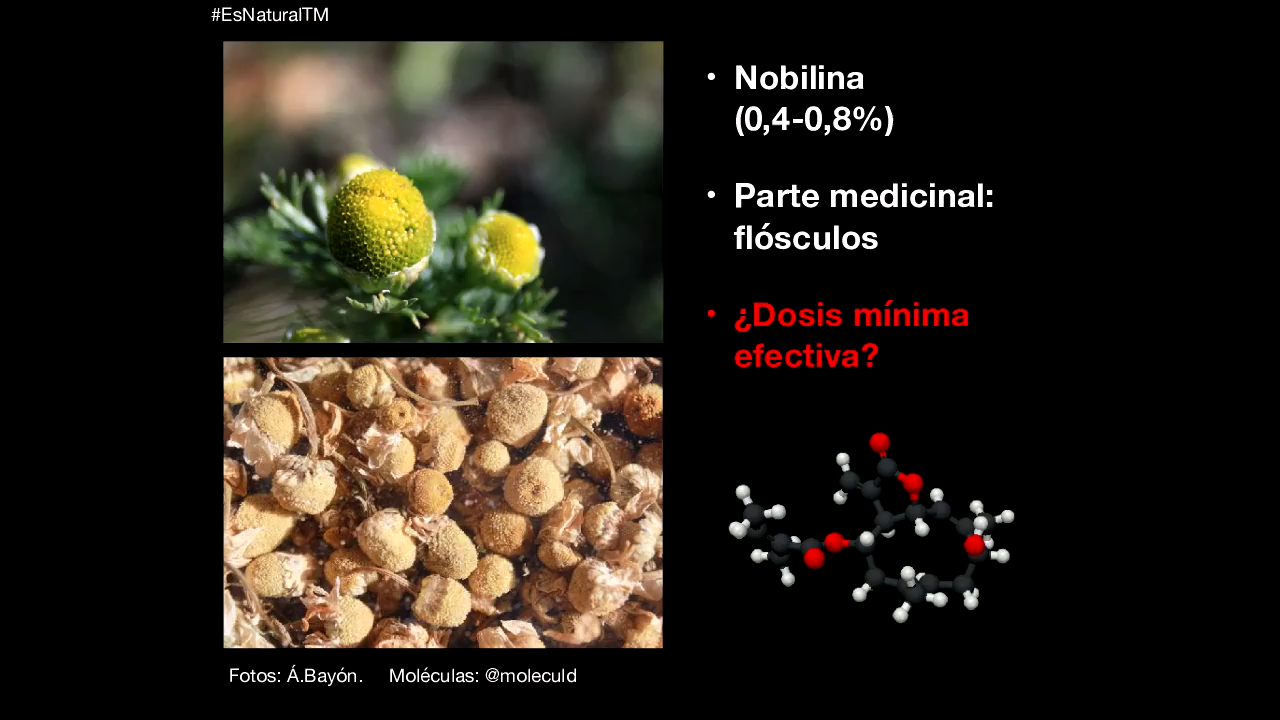 #EsNaturalTM
• Nobilina
(0,4-0,8%)
• Parte medicinal:
flósculos
• ¿Dosis mínima
efectiva?
Fotos: Á.Bayón. Moléculas: @moleculd